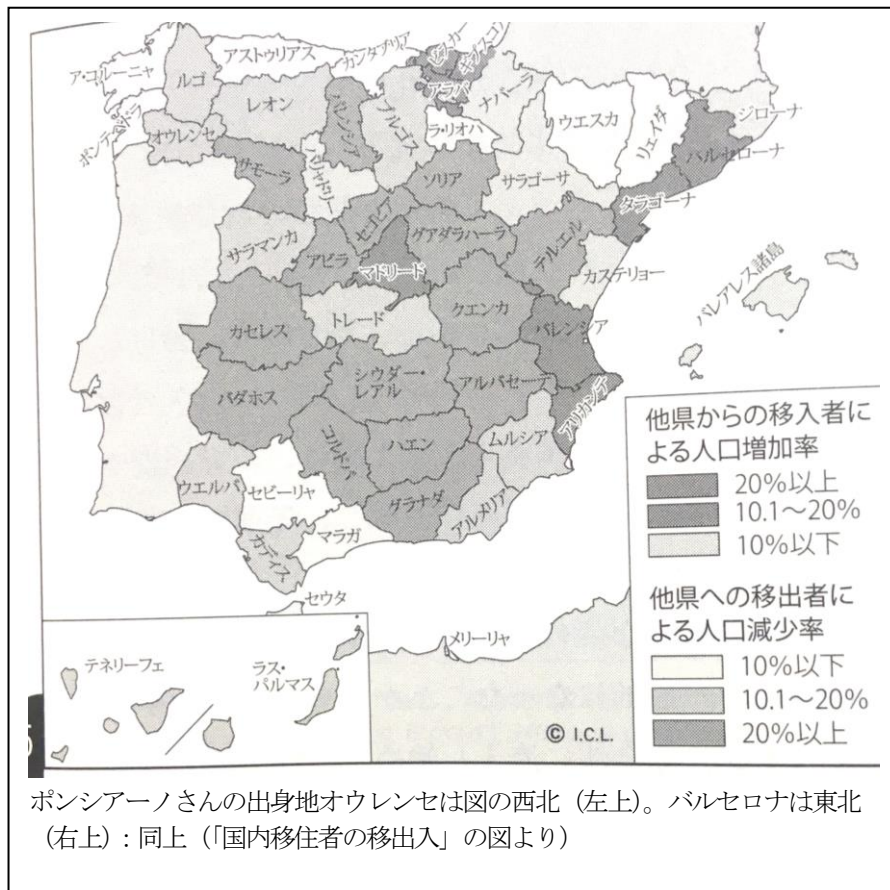 アストゥリアス
カンタブリア
ビスカー
ギプスコア
ア・コルーニャ
ルゴ
アラバ
ナバーラ
レオン
パレンシア
ブルゴス
ラ・リオハ
ウエスカ
リェイダ
ジローナ
ポンテベドラ
オウレンセ
バルセローナ
サモーラ
バリャドリー
ソリア
サラゴーサ
タラゴーナ
セゴビア
サラマンカ
アビラ
グアダラハーラ
テルエル
マドリード
カステリョー
バレアレス諸島
クエンカ
カセレス
トレード
バレンシア
シウダー・
レアル
アルバセーテ
バダホス
アリカンテ
コルドバ
ハエン
ムルシア
ウエルバ
セビーリャ
グラナダ
アルメリア
マラガ
カディス
セウタ
メリーリャ
テネリーフェ
ラス・
パルマス
他県からの移入者に
よる人口増加率
20%以上
10.1~20%
10%以下
他県への移出者に
よる人口減少率
10%以下
10.1~20%
20%以上
© I.C.L.
ポンシアーノさんの出身地オウレンセは図の西北(左上)。バルセロナは東北
(右上):同上(「国内移住者の移出入」の図より)